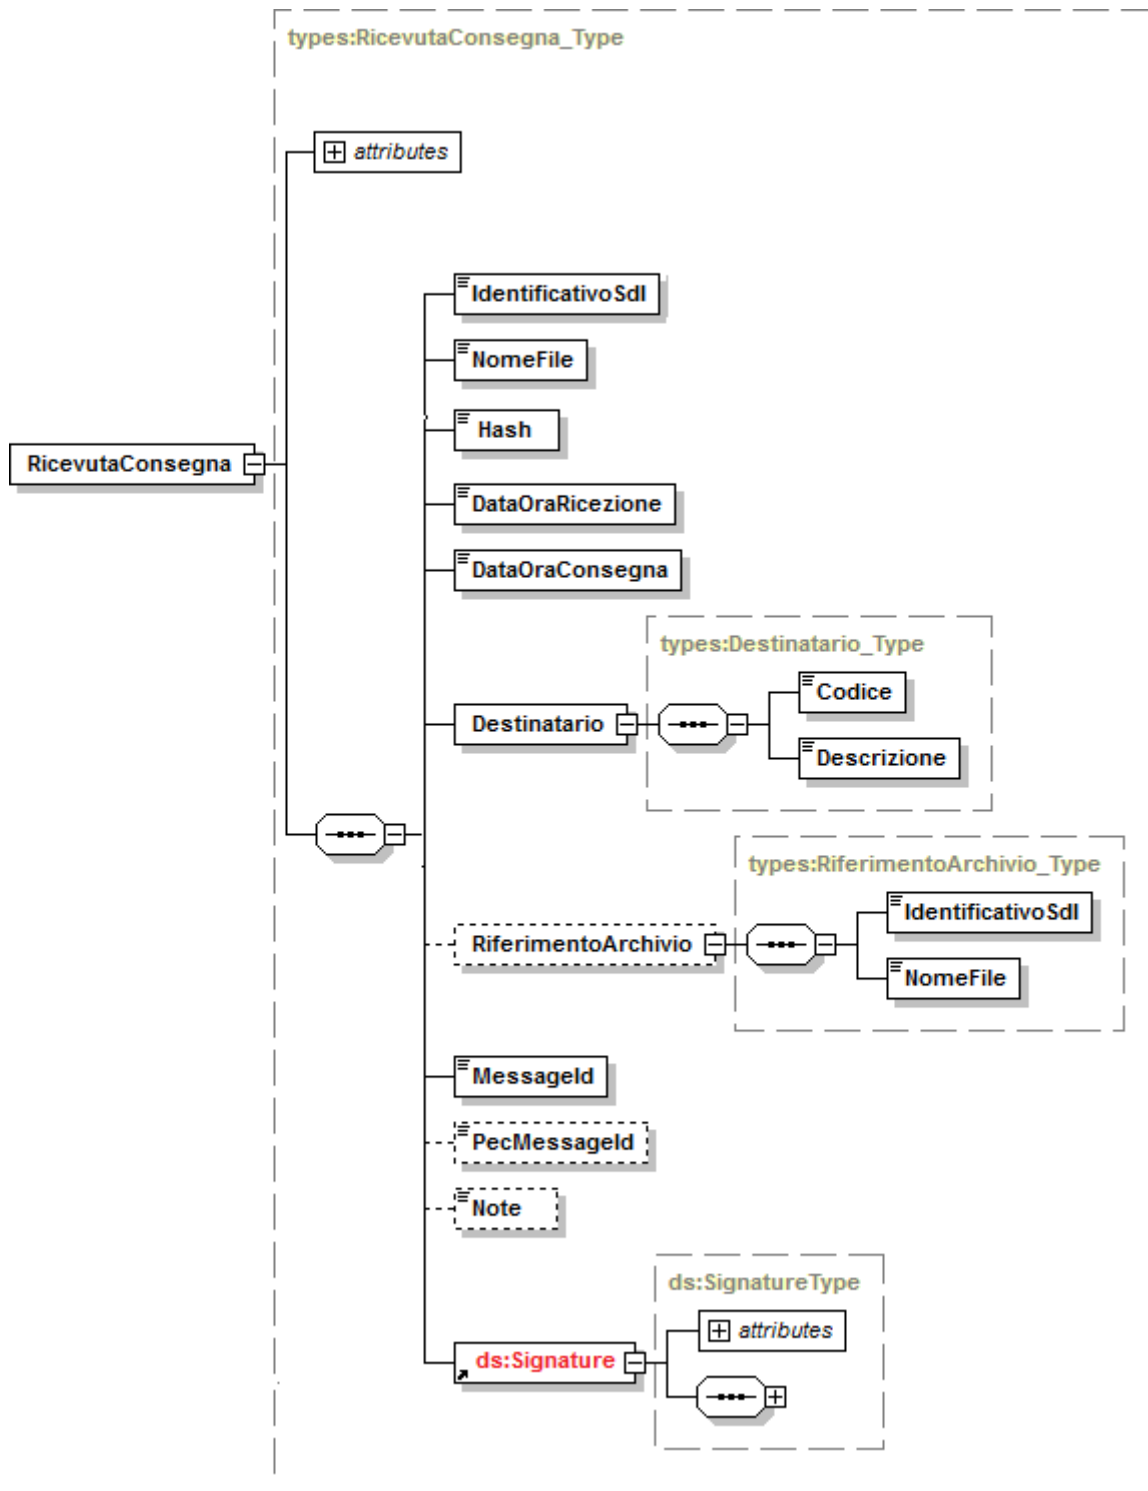 types:RicevutaConsegna_Type
attributes
IdentificativoSdI
NomeFile
Hash
RicevutaConsegna
DataOraRicezione
DataOraConsegna
types:Destinatario_Type
Codice
Destinatario
Descrizione
types:RiferimentoArchivio_Type
IdentificativoSdI
RiferimentoArchivio
NomeFile
MessageId
PecMessageId
Note
ds:SignatureType
attributes
ds:Signature